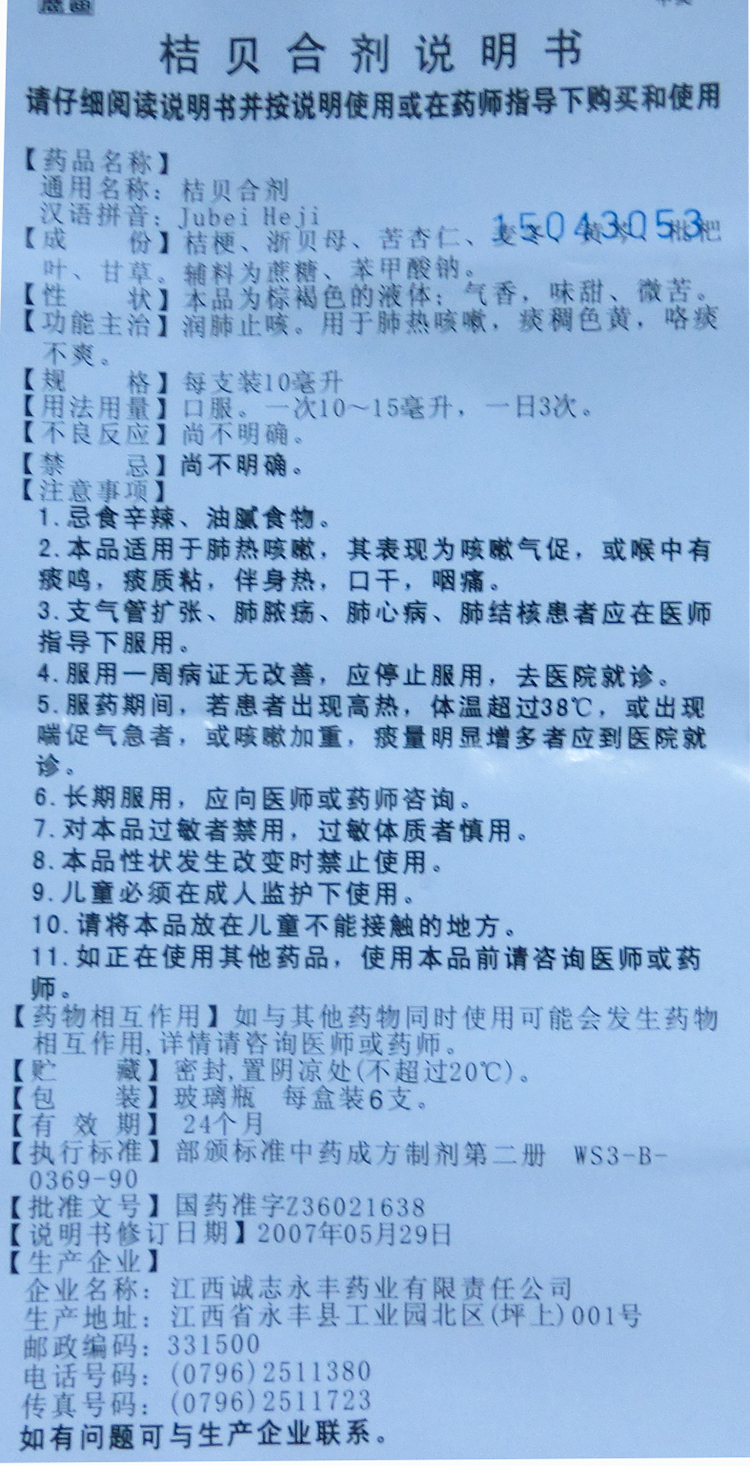 桔贝合剂说明书
请仔细阅读说明书并按说明使用或在药师指导下购买和使用
【药品名称】
通用名称：桔贝合剂
汉语拼音：Jubei Heji
15043053
【成 份】桔梗、浙贝母、苦杏仁、麦冬、黄芩、枇杷
叶、甘草。辅料为蔗糖、苯甲酸钠。
【性 状】本品为棕褐色的液体；气香，味甜、微苦。
【功能主治】润肺止咳。用于肺热咳嗽，痰稠色黄，咯痰
不爽。
【规 格】每支装10毫升
【用法用量】口服。一次10～15毫升，一日3次。
【不良反应】尚不明确。
【禁 忌】尚不明确。
【注意事项】
1.忌食辛辣、油腻食物。
2.本品适用于肺热咳嗽，其表现为咳嗽气促，或喉中有
痰鸣，痰质粘，伴身热，口干，咽痛。
3.支气管扩张、肺脓疡、肺心病、肺结核患者应在医师
指导下服用。
4.服用一周病证无改善，应停止服用，去医院就诊。
5.服药期间，若患者出现高热，体温超过38℃，或出现
喘促气急者，或咳嗽加重，痰量明显增多者应到医院就
诊。
6.长期服用，应向医师或药师咨询。
7.对本品过敏者禁用，过敏体质者慎用。
8.本品性状发生改变时禁止使用。
9.儿童必须在成人监护下使用。
10.请将本品放在儿童不能接触的地方。
11.如正在使用其他药品，使用本品前请咨询医师或药
师。
【药物相互作用】如与其他药物同时使用可能会发生药物
相互作用,详情请咨询医师或药师。
【贮 藏】密封,置阴凉处(不超过20℃)。
【包 装】玻璃瓶 每盒装6支。
【有 效 期】 24个月
【执行标准】部颁标准中药成方制剂第二册 WS3-B-
0369-90
【批准文号】国药准字Z36021638
【说明书修订日期】2007年05月29日
【生产企业】
企业名称：江西诚志永丰药业有限责任公司
生产地址：江西省永丰县工业园北区(坪上)001号
邮政编码：331500
电话号码：(0796)2511380
传真号码：(0796)2511723
如有问题可与生产企业联系。